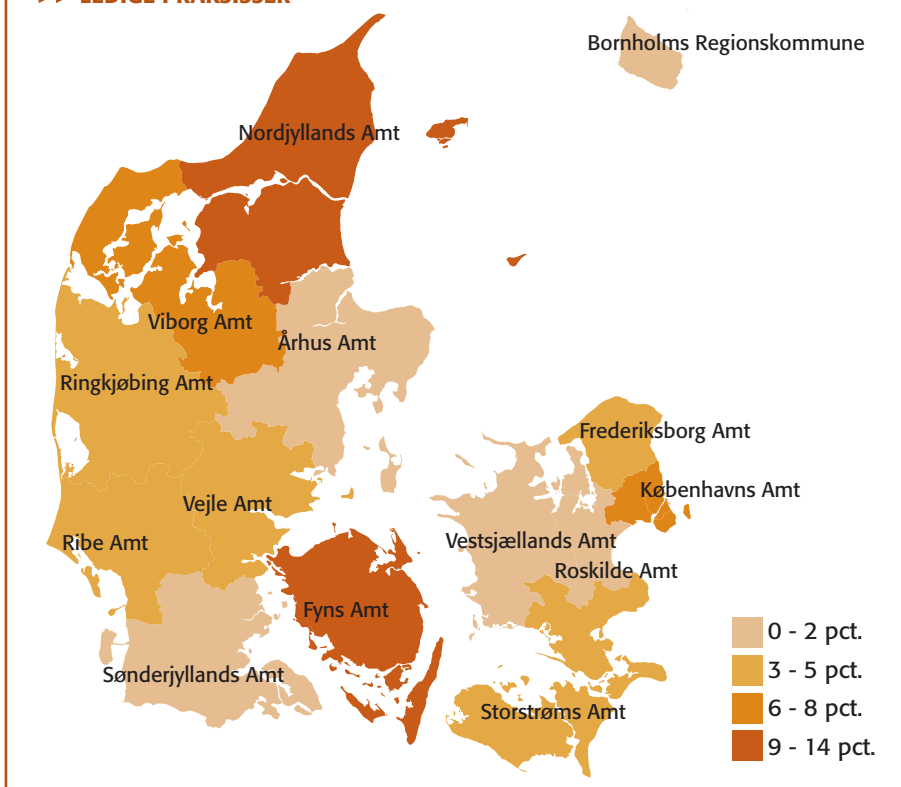 LEDIGE PRAKSISSER
Bornholms Regionskommune
Nordjyllands Amt
Viborg Amt
Århus Amt
Ringkjøbing Amt
Frederiksborg Amt
Københavns Amt
Vejle Amt
Ribe Amt
Vestsjællands Amt
Roskilde Amt
Fyns Amt
Sønderjyllands Amt
Storstrøms Amt
0 - 2 pct.
3 - 5 pct.
6 - 8 pct.
9 - 14 pct.